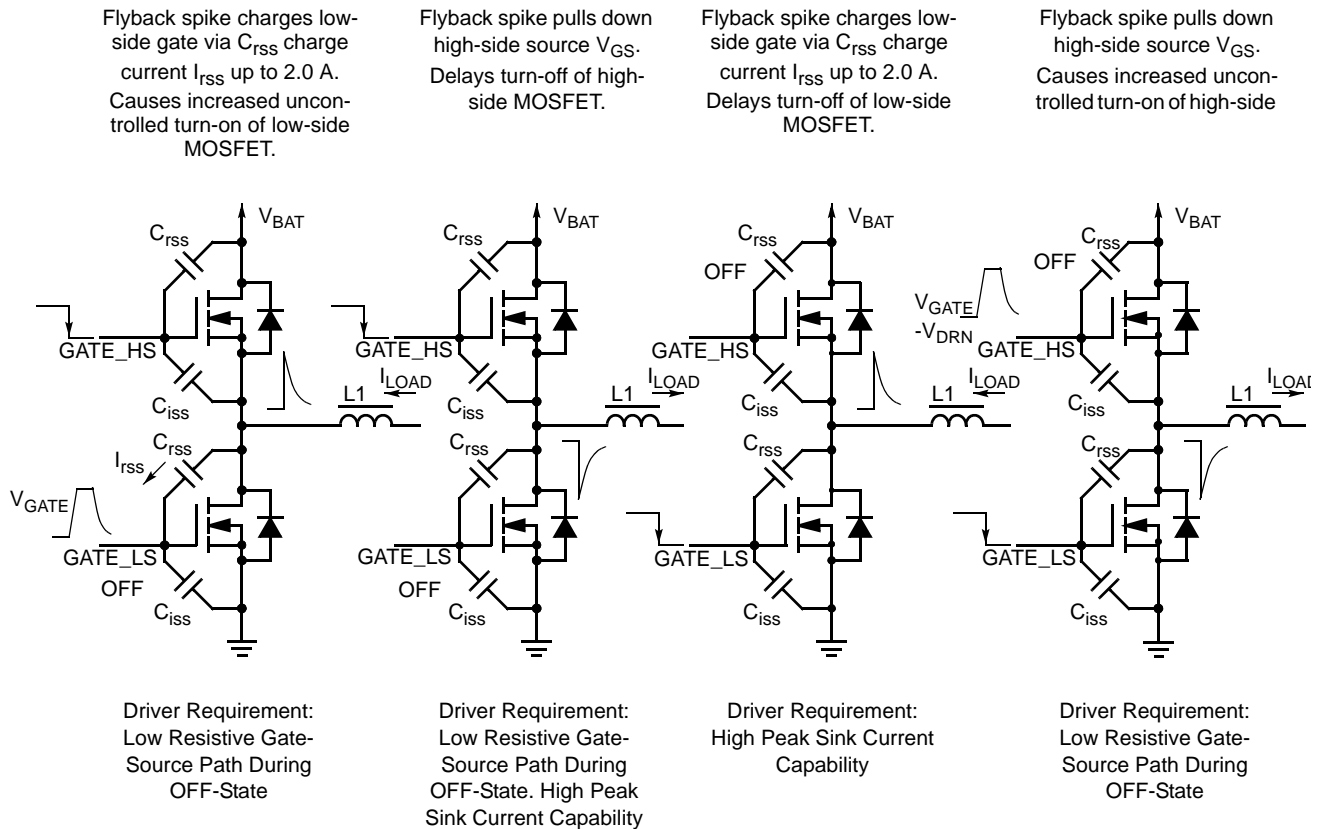 Flyback spike charges low-
side gate via Crss charge
current Irss up to 2.0 A.
Causes increased uncon-
trolled turn-on of low-side
MOSFET.
Flyback spike pulls down
high-side source VGS.
Delays turn-off of high-
side MOSFET.
Flyback spike charges low-
side gate via Crss charge
current Irss up to 2.0 A.
Delays turn-off of low-side
MOSFET.
Flyback spike pulls down
high-side source VGS.
Causes increased uncon-
trolled turn-on of high-side
VBAT
Crss
GATE_HS
Ciss
ILOAD
L1
Crss
Irss
VGATE
GATE_LS
OFF
Ciss
VBAT
Crss
GATE_HS
Ciss
ILOAD
L1
Crss
GATE_LS
OFF
Ciss
VBAT
Crss
OFF
GATE_HS
Ciss
ILOAD
L1
Crss
GATE_LS
Ciss
VBAT
Crss
OFF
VGATE
-VDRN
GATE_HS
Ciss
ILOAD
L1
Crss
GATE_LS
Ciss
Driver Requirement:
Low Resistive Gate-
Source Path During
OFF-State
Driver Requirement:
Low Resistive Gate-
Source Path During
OFF-State. High Peak
Sink Current Capability
Driver Requirement:
High Peak Sink Current
Capability
Driver Requirement:
Low Resistive Gate-
Source Path During
OFF-State